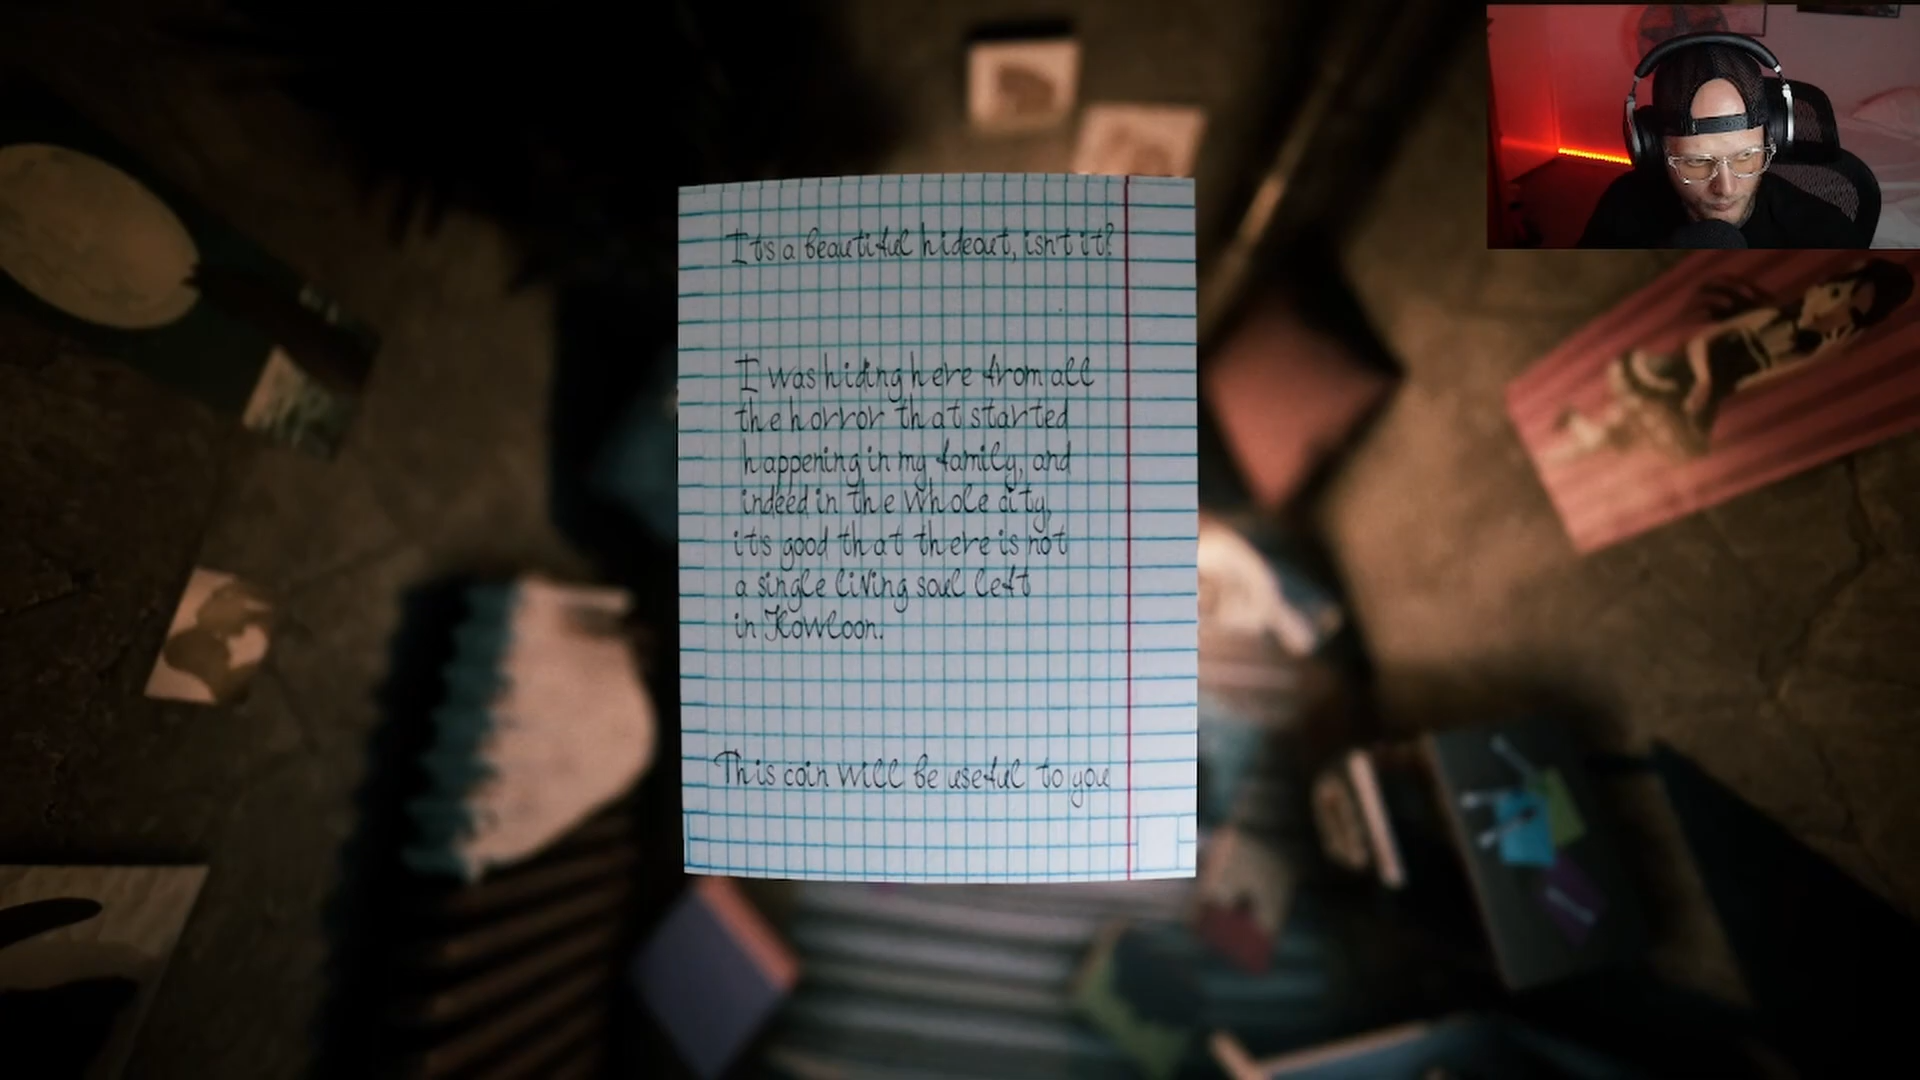 It's a beautiful hideout, isn't it?
I was hiding here from all
the horror that started
happening in my family, and
indeed in the whole city,
it's good that there is not
a single living soul left
in Kowloon.
This coin will be useful to you